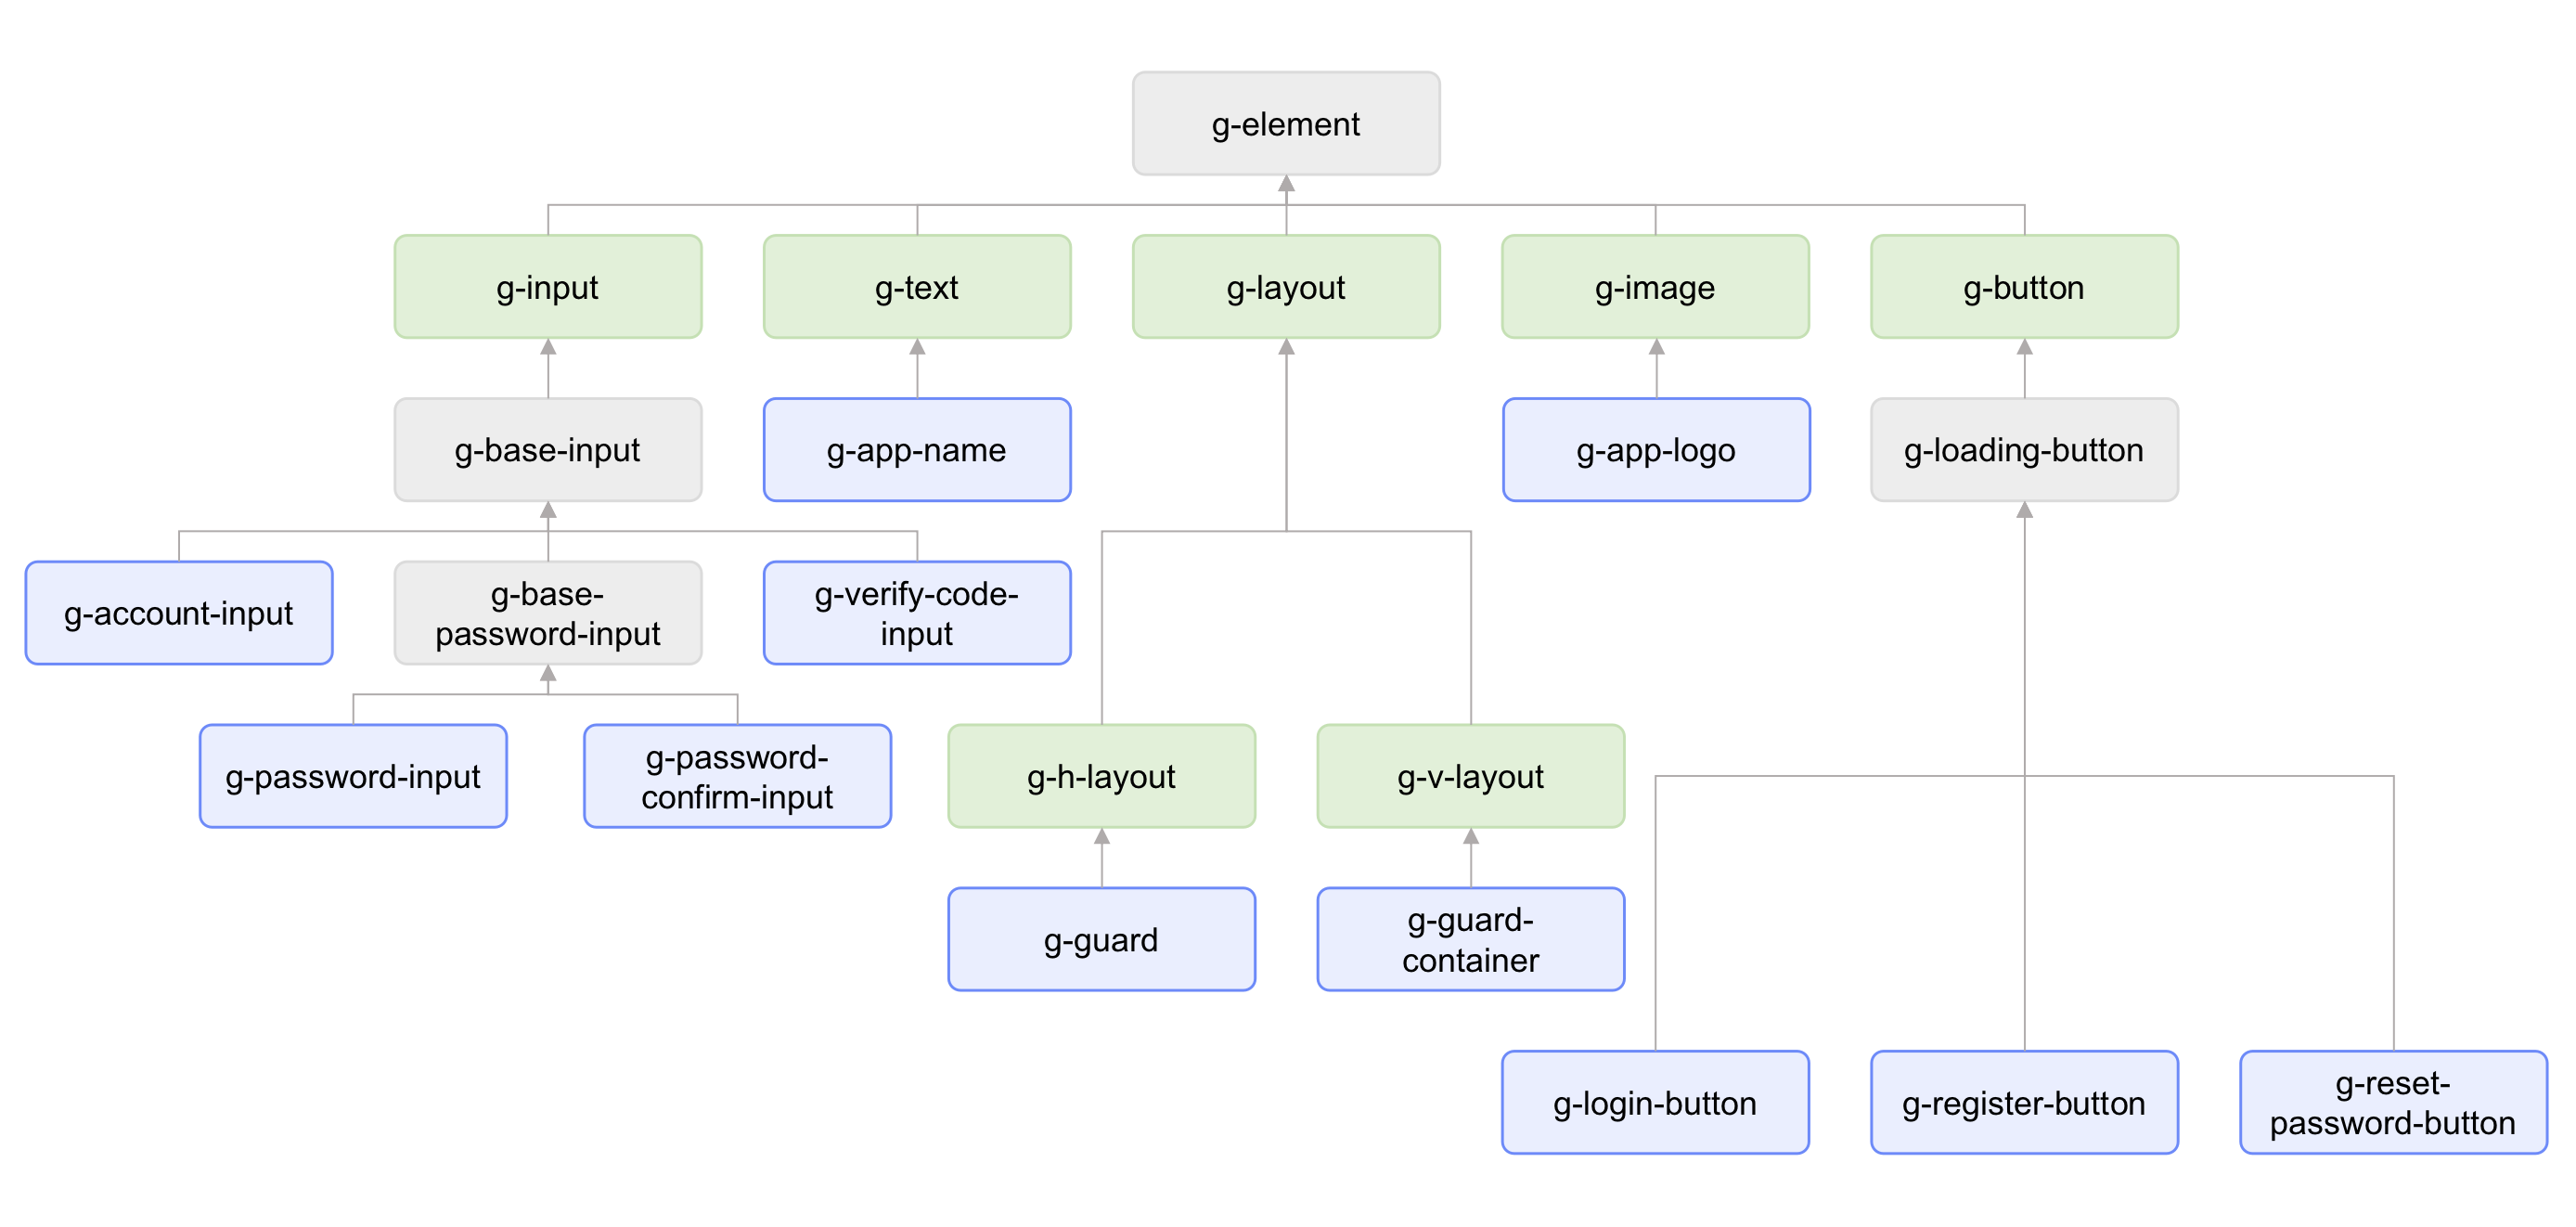 g-element
g-input
g-text
g-layout
g-image
g-button
g-base-input
g-app-name
g-app-logo
g-loading-button
g-account-input
g-base-
password-input
g-verify-code-
input
g-password-input
g-password-
confirm-input
g-h-layout
g-v-layout
g-guard
g-guard-
container
g-login-button
g-register-button
g-reset-
password-button